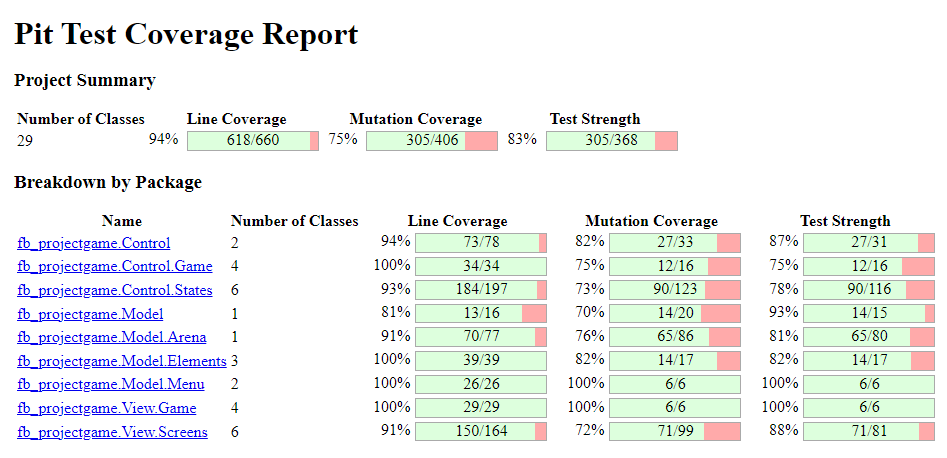 Pit Test Coverage Report
Project Summary
Number of Classes Line Coverage Mutation Coverage Test Strength
29 94% 618/660 75% 305/406 83% 305/368
Breakdown by Package
Name Number of Classes Line Coverage Mutation Coverage Test Strength
fb_projectgame.Control 2 94% 73/78 82% 27/33 87% 27/31
fb_projectgame.Control.Game 4 100% 34/34 75% 12/16 75% 12/16
fb_projectgame.Control.States 6 93% 184/197 73% 90/123 78% 90/116
fb_projectgame.Model 1 81% 13/16 70% 14/20 93% 14/15
fb_projectgame.Model.Arena 1 91% 70/77 76% 65/86 81% 65/80
fb_projectgame.Model.Elements 3 100% 39/39 82% 14/17 82% 14/17
fb_projectgame.Model.Menu 2 100% 26/26 100% 6/6 100% 6/6
fb_projectgame.View.Game 4 100% 29/29 100% 6/6 100% 6/6
fb_projectgame.View.Screens 6 91% 150/164 72% 71/99 88% 71/81